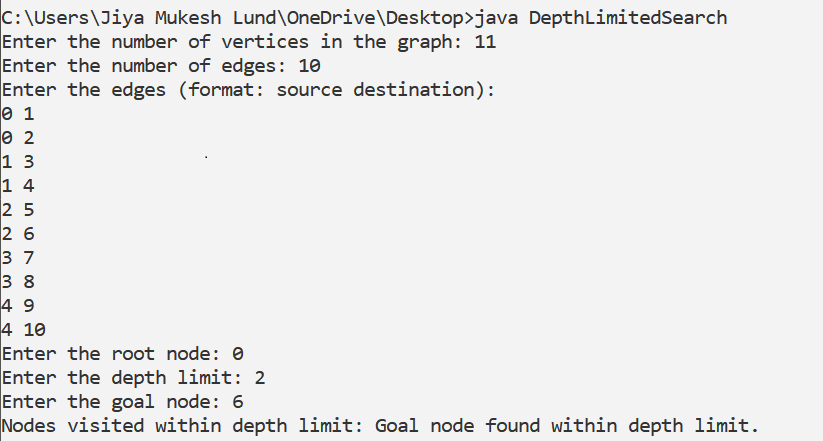 C:\Users\Jiya Mukesh Lund\OneDrive\Desktop>java DepthLimitedSearch
Enter the number of vertices in the graph: 11
Enter the number of edges: 10
Enter the edges (format: source destination):
0 1
0 2
1 3
1 4
2 5
2 6
3 7
3 8
4 9
4 10
Enter the root node: 0
Enter the depth limit: 2
Enter the goal node: 6
Nodes visited within depth limit: Goal node found within depth limit.